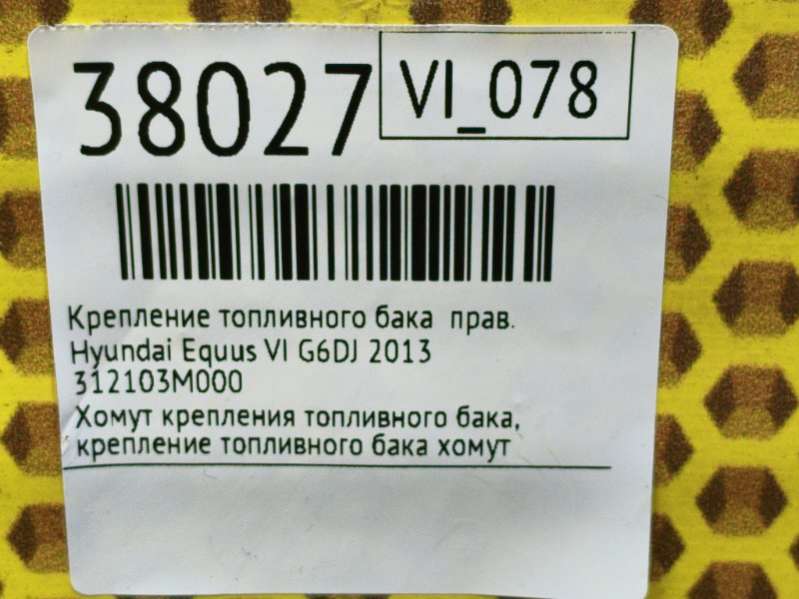 38027
VI_078
Крепление топливного бака прав.
Hyundai Equus VI G6DJ 2013
312103M000
Хомут крепления топливного бака,
крепление топливного бака хомут